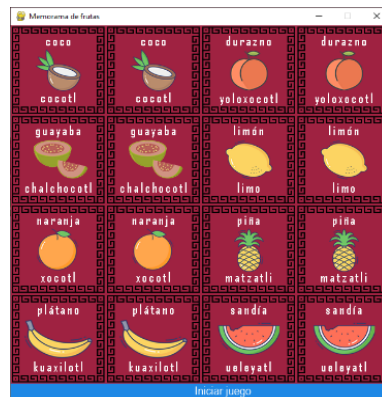 Memorama de frutas
coco coco durazno durazno
cocotl cocotl yoloxocotl yoloxocotl
guayaba guayaba limón limón
chalchocotl chalchocotl limo limo
naranja naranja piña piña
xocotl xocotl matzatli matzatli
plátano plátano sandía sandía
kuaxilotl kuaxilotl ueleyatl ueleyatl
Iniciar juego